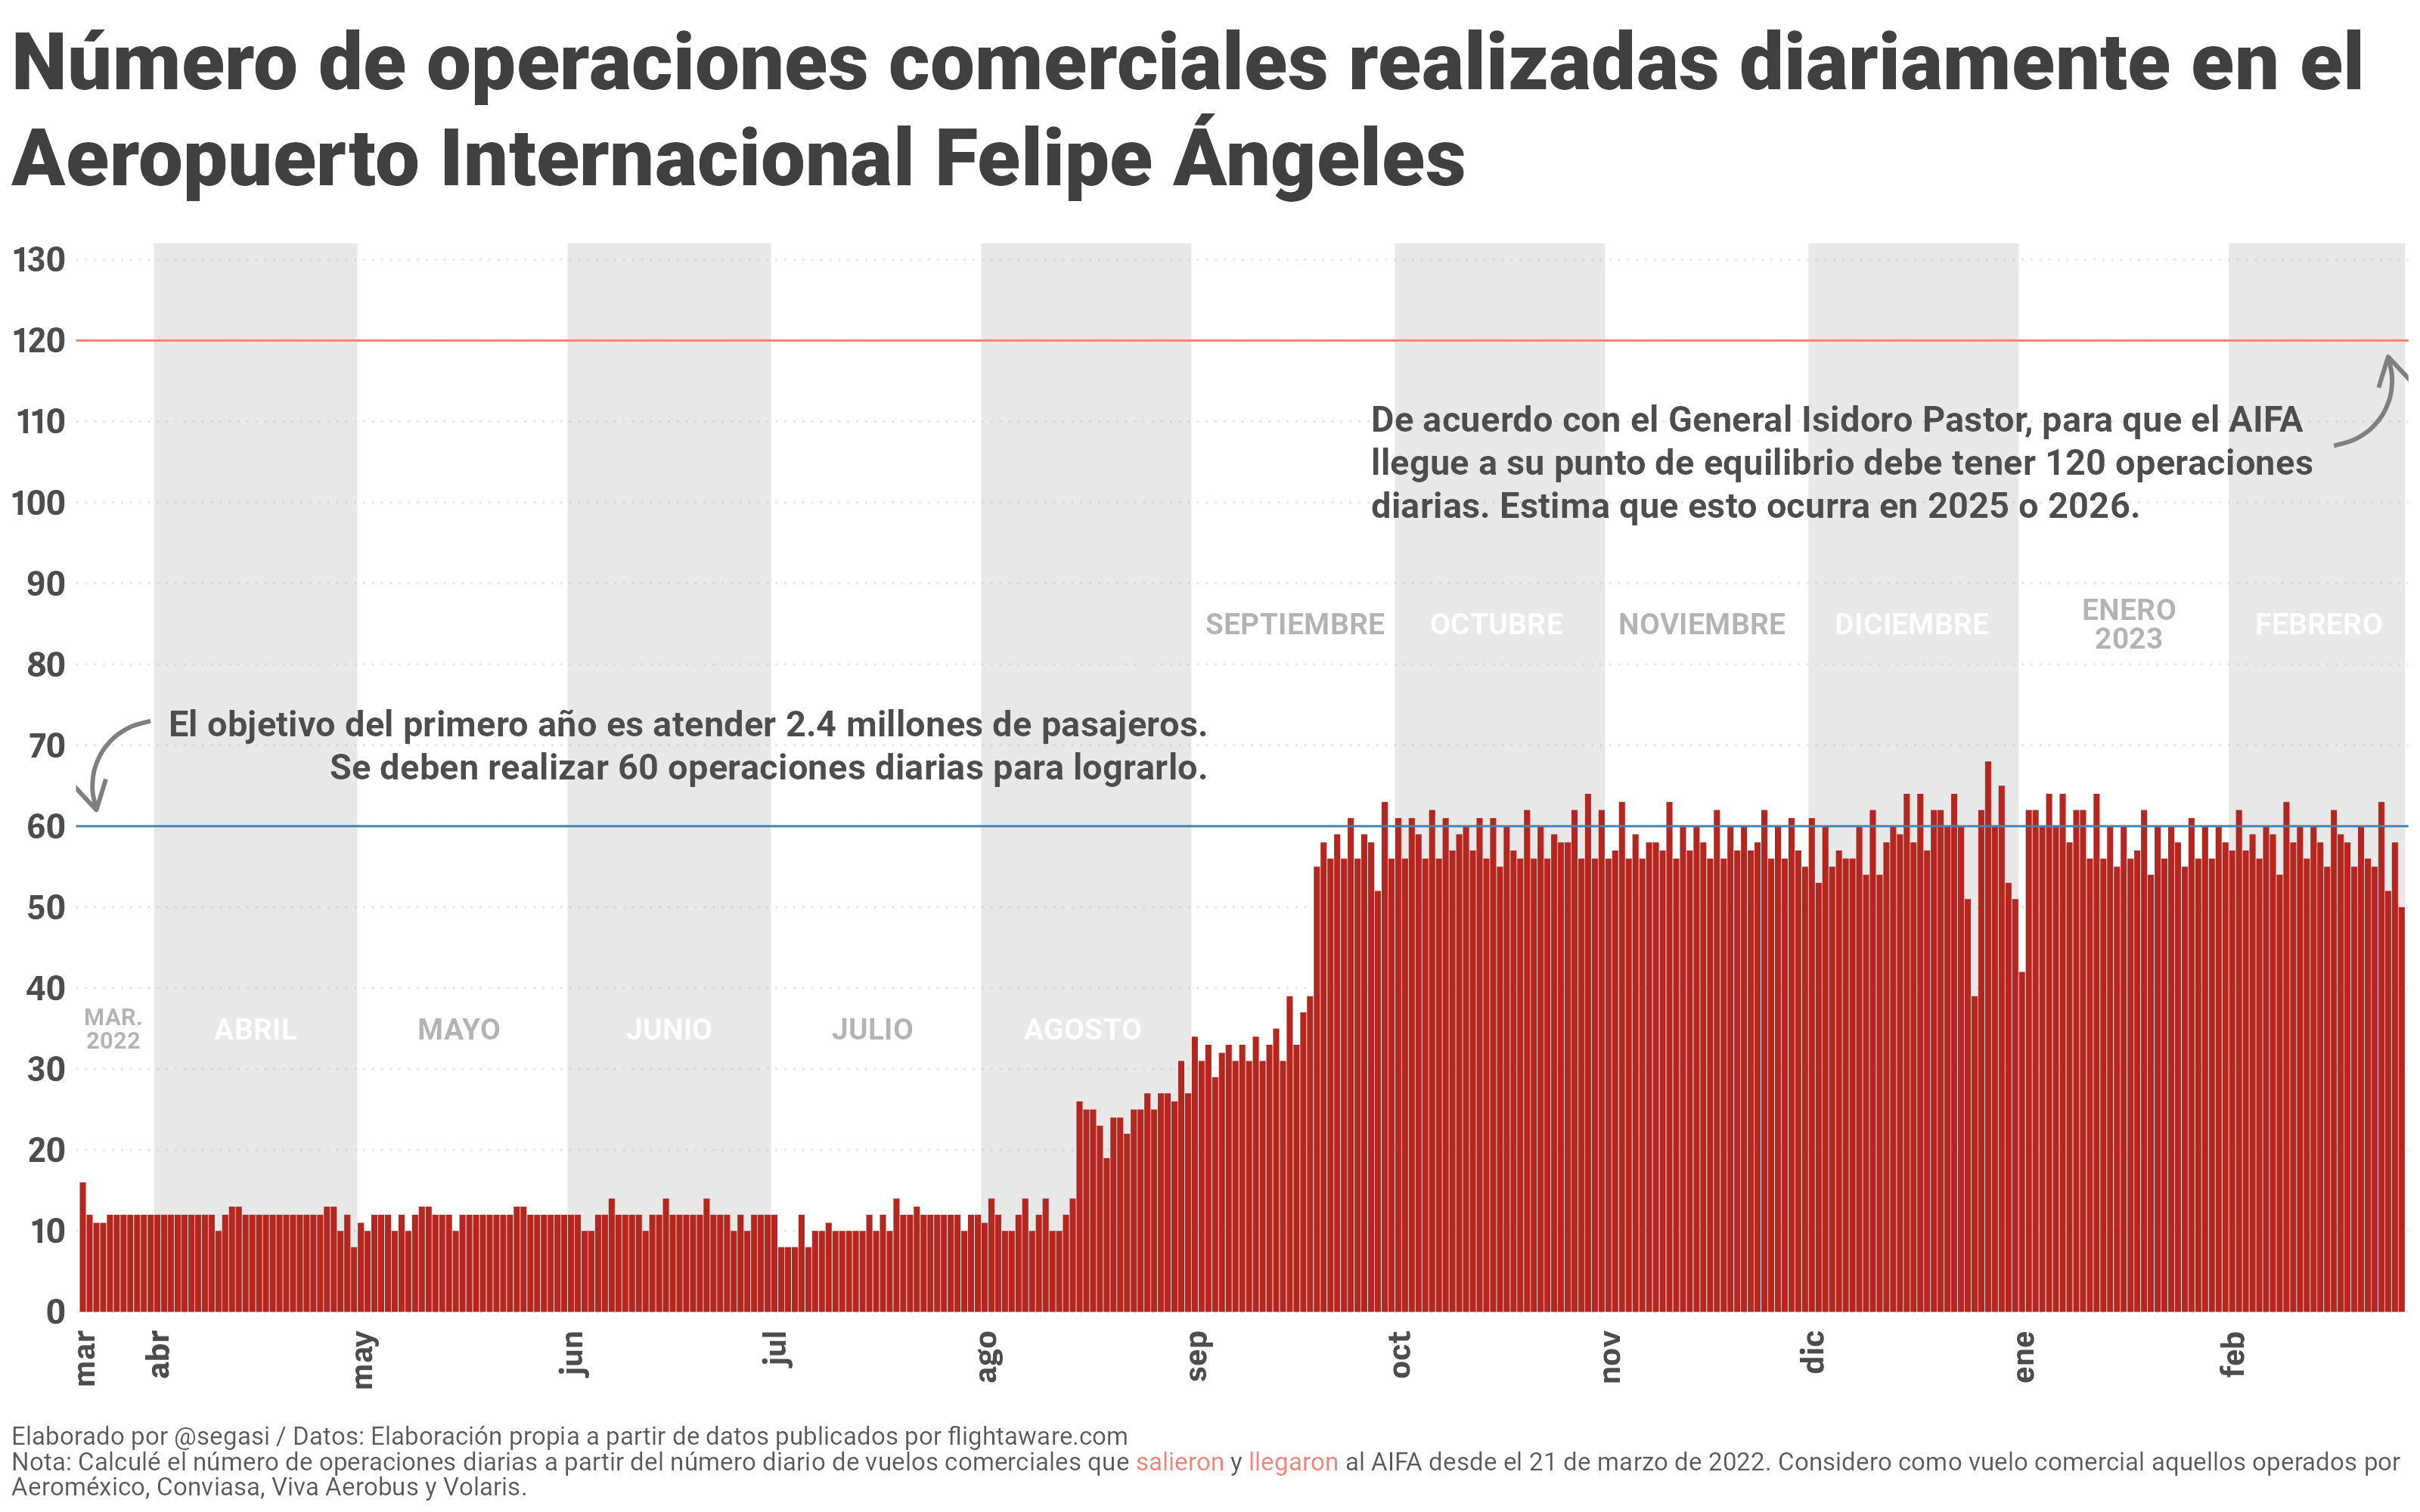 Número de operaciones comerciales realizadas diariamente en el
Aeropuerto Internacional Felipe Ángeles
130
120
110
100
90
80
70
60
50
40
30
20
10
0
De acuerdo con el General Isidoro Pastor, para que el AIFA
llegue a su punto de equilibrio debe tener 120 operaciones
diarias. Estima que esto ocurra en 2025 o 2026.
SEPTIEMBRE
OCTUBRE
NOVIEMBRE
DICIEMBRE
ENERO
2023
FEBRERO
El objetivo del primero año es atender 2.4 millones de pasajeros.
Se deben realizar 60 operaciones diarias para lograrlo.
MAR.
2022
ABRIL
MAYO
JUNIO
JULIO
AGOSTO
mar
abr
may
jun
jul
ago
sep
oct
nov
dic
ene
feb
Elaborado por @segasi / Datos: Elaboración propia a partir de datos publicados por flightaware.com
Nota: Calculé el número de operaciones diarias a partir del número diario de vuelos comerciales que salieron y llegaron al AIFA desde el 21 de marzo de 2022. Considero como vuelo comercial aquellos operados por
Aeroméxico, Conviasa, Viva Aerobus y Volaris.